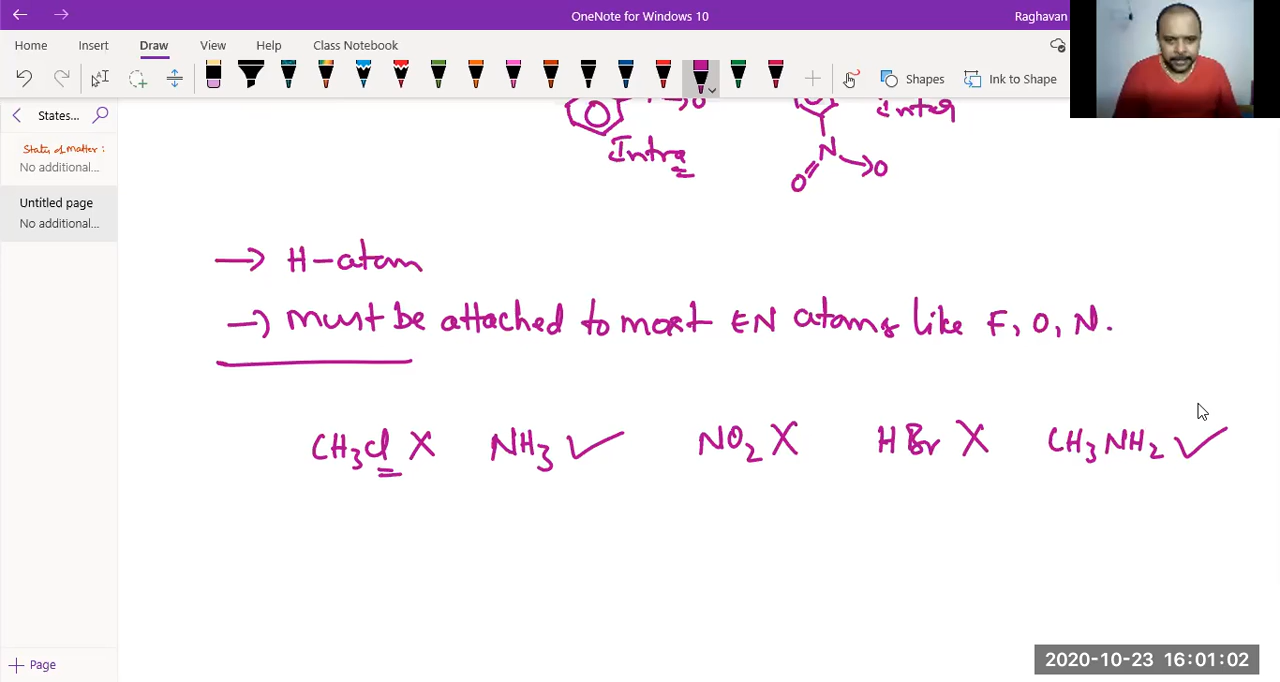 OneNote for Windows 10
Raghavan
Home Insert Draw View Help Class Notebook
Shapes Ink to Shape
States...
States of matter :
No additional...
Untitled page
No additional...
O
Intra
inter
N
O O
→ H-atom
→ must be attached to most EN atoms like F, O, N.
CH3Cl X NH3 ✓ NO2 X HBr X CH3NH2 ✓
+ Page
2020-10-23 16:01:02